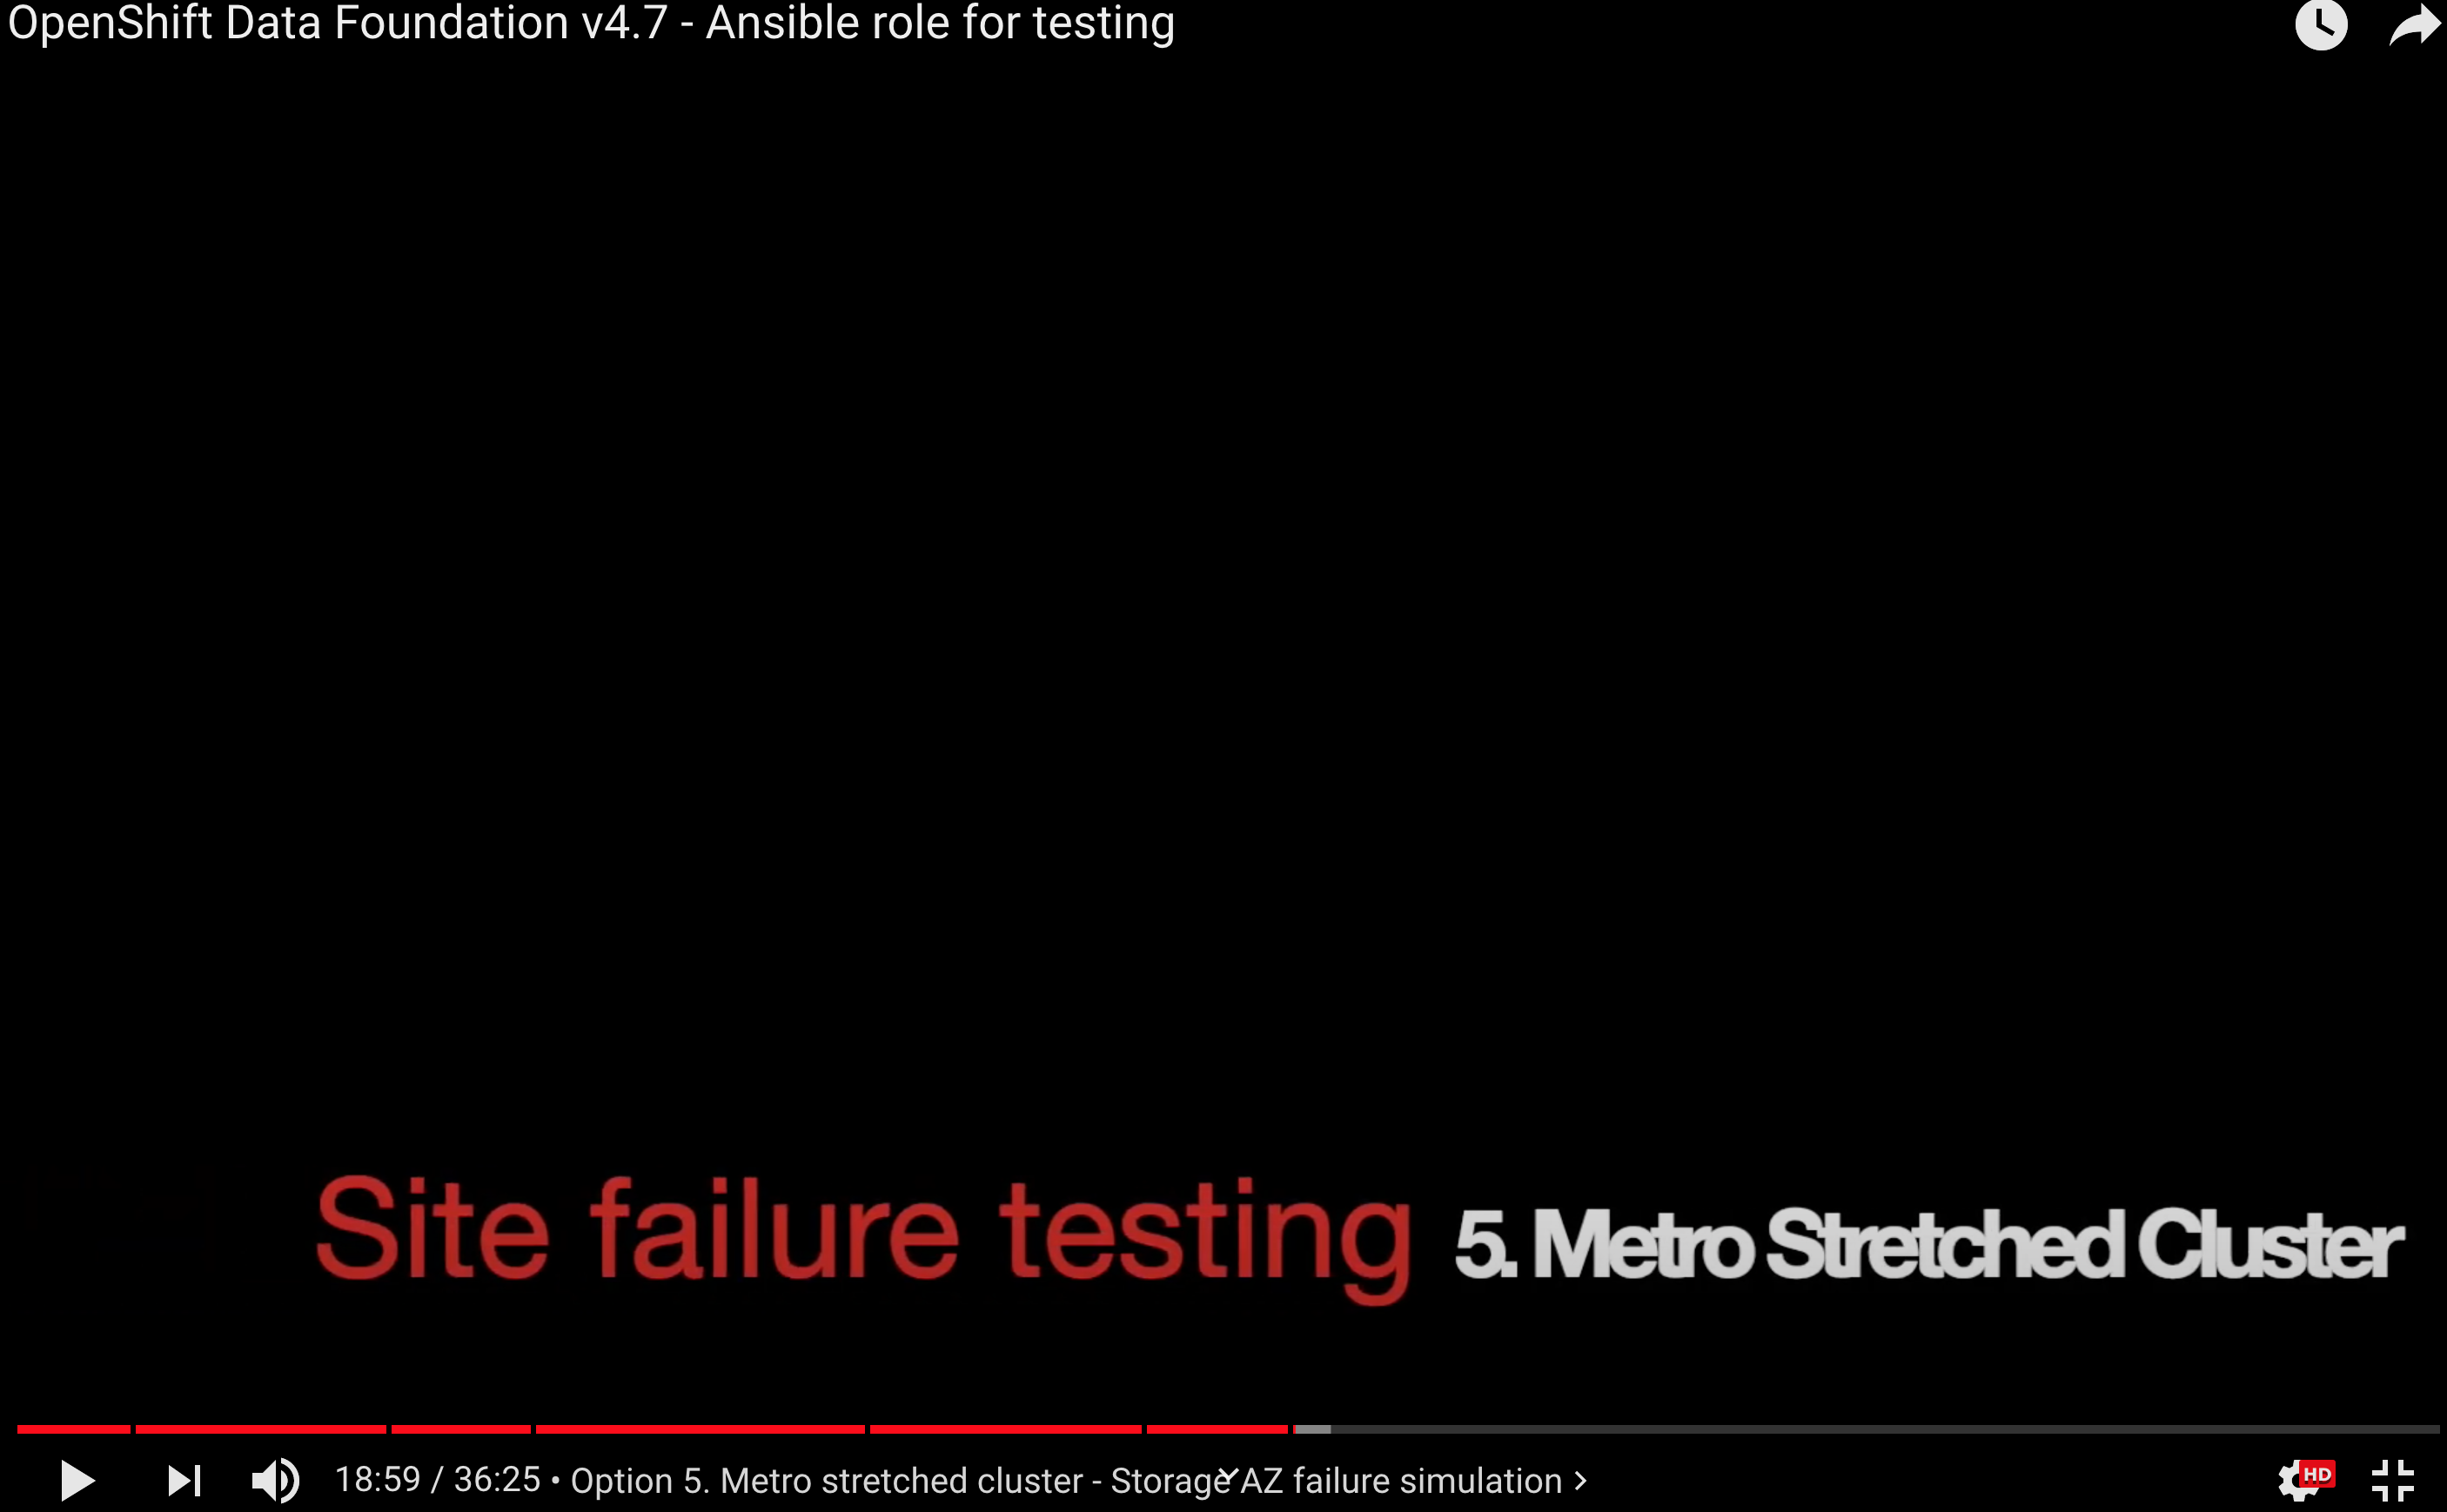 OpenShift Data Foundation v4.7 - Ansible role for testing
Site failure testing 5. Metro Stretched Cluster
18:59 / 36:25 • Option 5. Metro stretched cluster - Storage AZ failure simulation >
HD